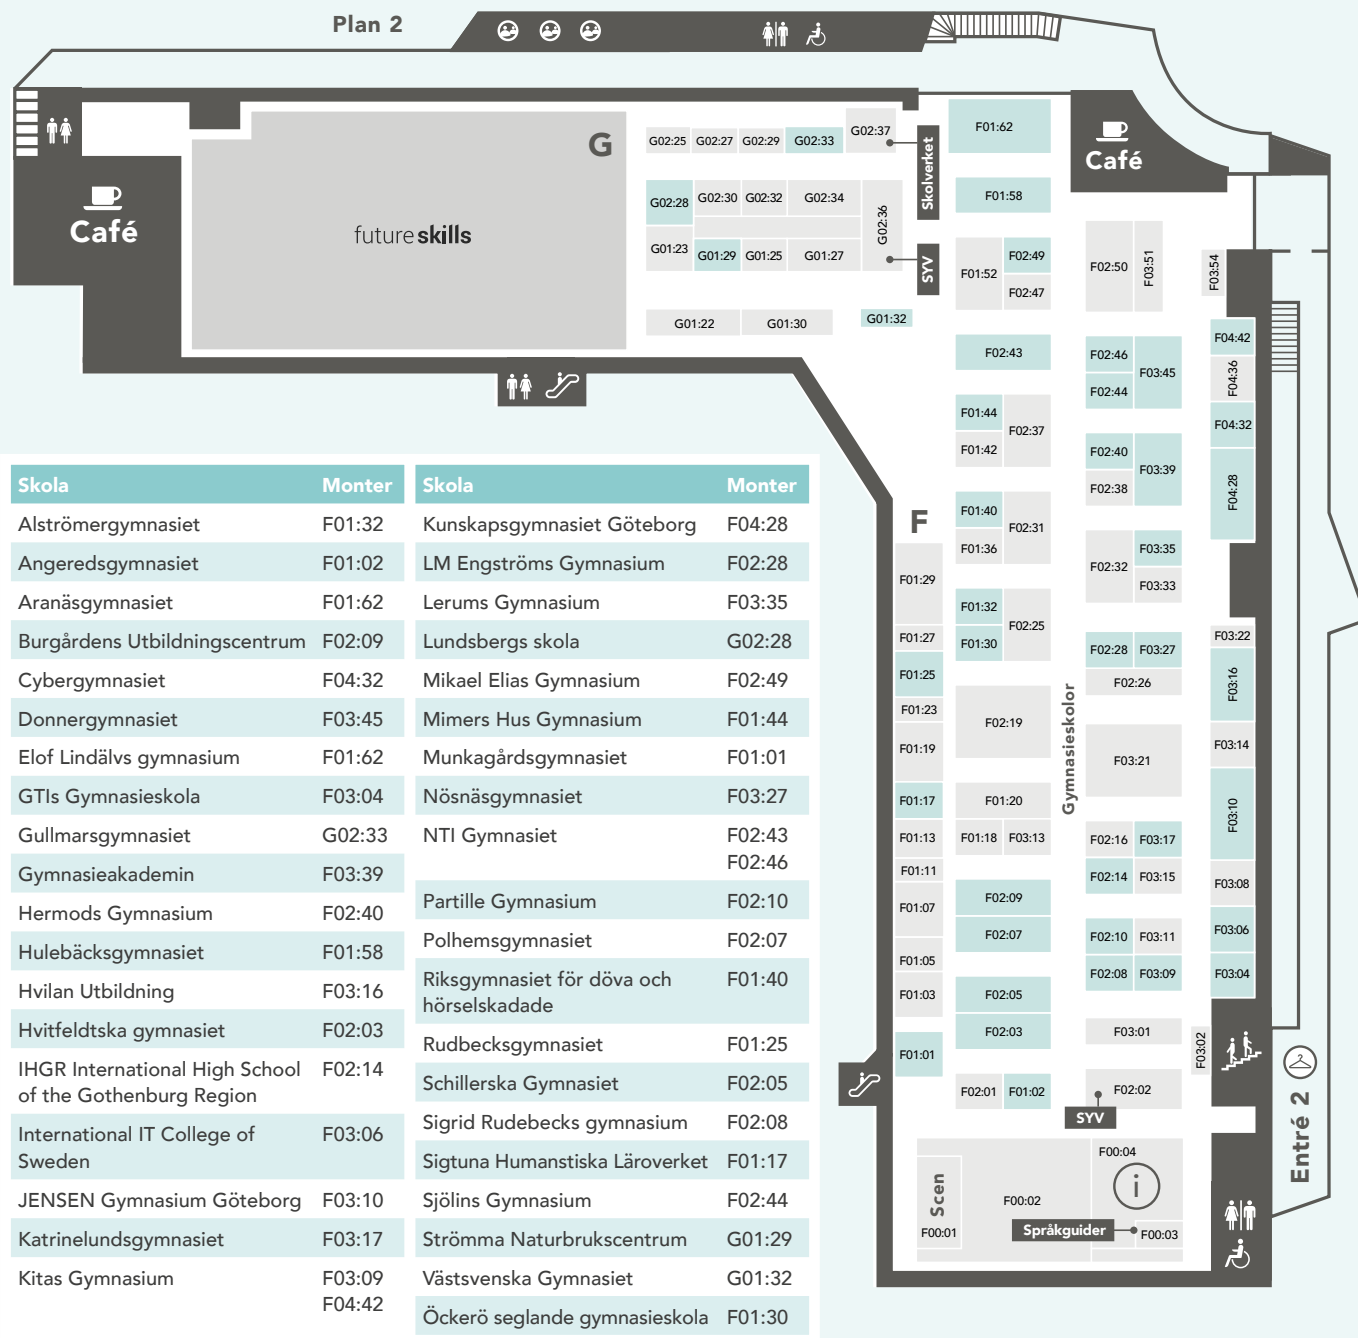 Plan 2
G
future skills
Café
Café
Skolverket
SYV
F01:62
F01:58
G02:25
G02:27
G02:29
G02:33
G02:37
G02:28
G02:30
G02:32
G02:34
G02:36
G01:23
G01:29
G01:25
G01:27
G01:22
G01:30
G01:32
F01:52
F02:49
F02:47
F02:50
F03:51
F03:54
F02:43
F02:46
F02:44
F03:45
F04:42
F04:36
F04:32
F04:28
F01:44
F01:42
F02:37
F02:40
F02:38
F03:39
F
F01:40
F01:36
F02:31
F02:32
F03:35
F03:33
F01:29
F01:27
F01:25
F01:23
F01:19
F01:17
F01:13
F01:11
F01:07
F01:05
F01:03
F01:01
F01:32
F01:30
F02:25
F02:28
F03:27
F02:26
F03:22
F03:16
F03:14
F03:10
F03:08
F03:06
F03:04
F02:19
Gymnasieskolor
F03:21
F01:20
F01:18
F03:13
F02:16
F03:17
F02:14
F03:15
F02:09
F02:07
F02:10
F03:11
F02:08
F03:09
F02:05
F02:03
F03:01
F03:02
F02:01
F01:02
F02:02
SYV
Entré 2
F00:04
i
Scen
F00:02
F00:01
Språkguider
F00:03
Skola Monter
Alströmergymnasiet F01:32
Angeredsgymnasiet F01:02
Aranäsgymnasiet F01:62
Burgårdens Utbildningscentrum F02:09
Cybergymnasiet F04:32
Donnergymnasiet F03:45
Elof Lindälvs gymnasium F01:62
GTIs Gymnasieskola F03:04
Gullmarsgymnasiet G02:33
Gymnasieakademin F03:39
Hermods Gymnasium F02:40
Hulebäcksgymnasiet F01:58
Hvilan Utbildning F03:16
Hvitfeldtska gymnasiet F02:03
IHGR International High School F02:14
of the Gothenburg Region
International IT College of F03:06
Sweden
JENSEN Gymnasium Göteborg F03:10
Katrinelundsgymnasiet F03:17
Kitas Gymnasium F03:09
F04:42
Skola Monter
Kunskapsgymnasiet Göteborg F04:28
LM Engströms Gymnasium F02:28
Lerums Gymnasium F03:35
Lundsbergs skola G02:28
Mikael Elias Gymnasium F02:49
Mimers Hus Gymnasium F01:44
Munkagårdsgymnasiet F01:01
Nösnäsgymnasiet F03:27
NTI Gymnasiet F02:43
F02:46
Partille Gymnasium F02:10
Polhemsgymnasiet F02:07
Riksgymnasiet för döva och F01:40
hörselskadade
Rudbecksgymnasiet F01:25
Schillerska Gymnasiet F02:05
Sigrid Rudebecks gymnasium F02:08
Sigtuna Humanstiska Läroverket F01:17
Sjölins Gymnasium F02:44
Strömma Naturbrukscentrum G01:29
Västsvenska Gymnasiet G01:32
Öckerö seglande gymnasieskola F01:30